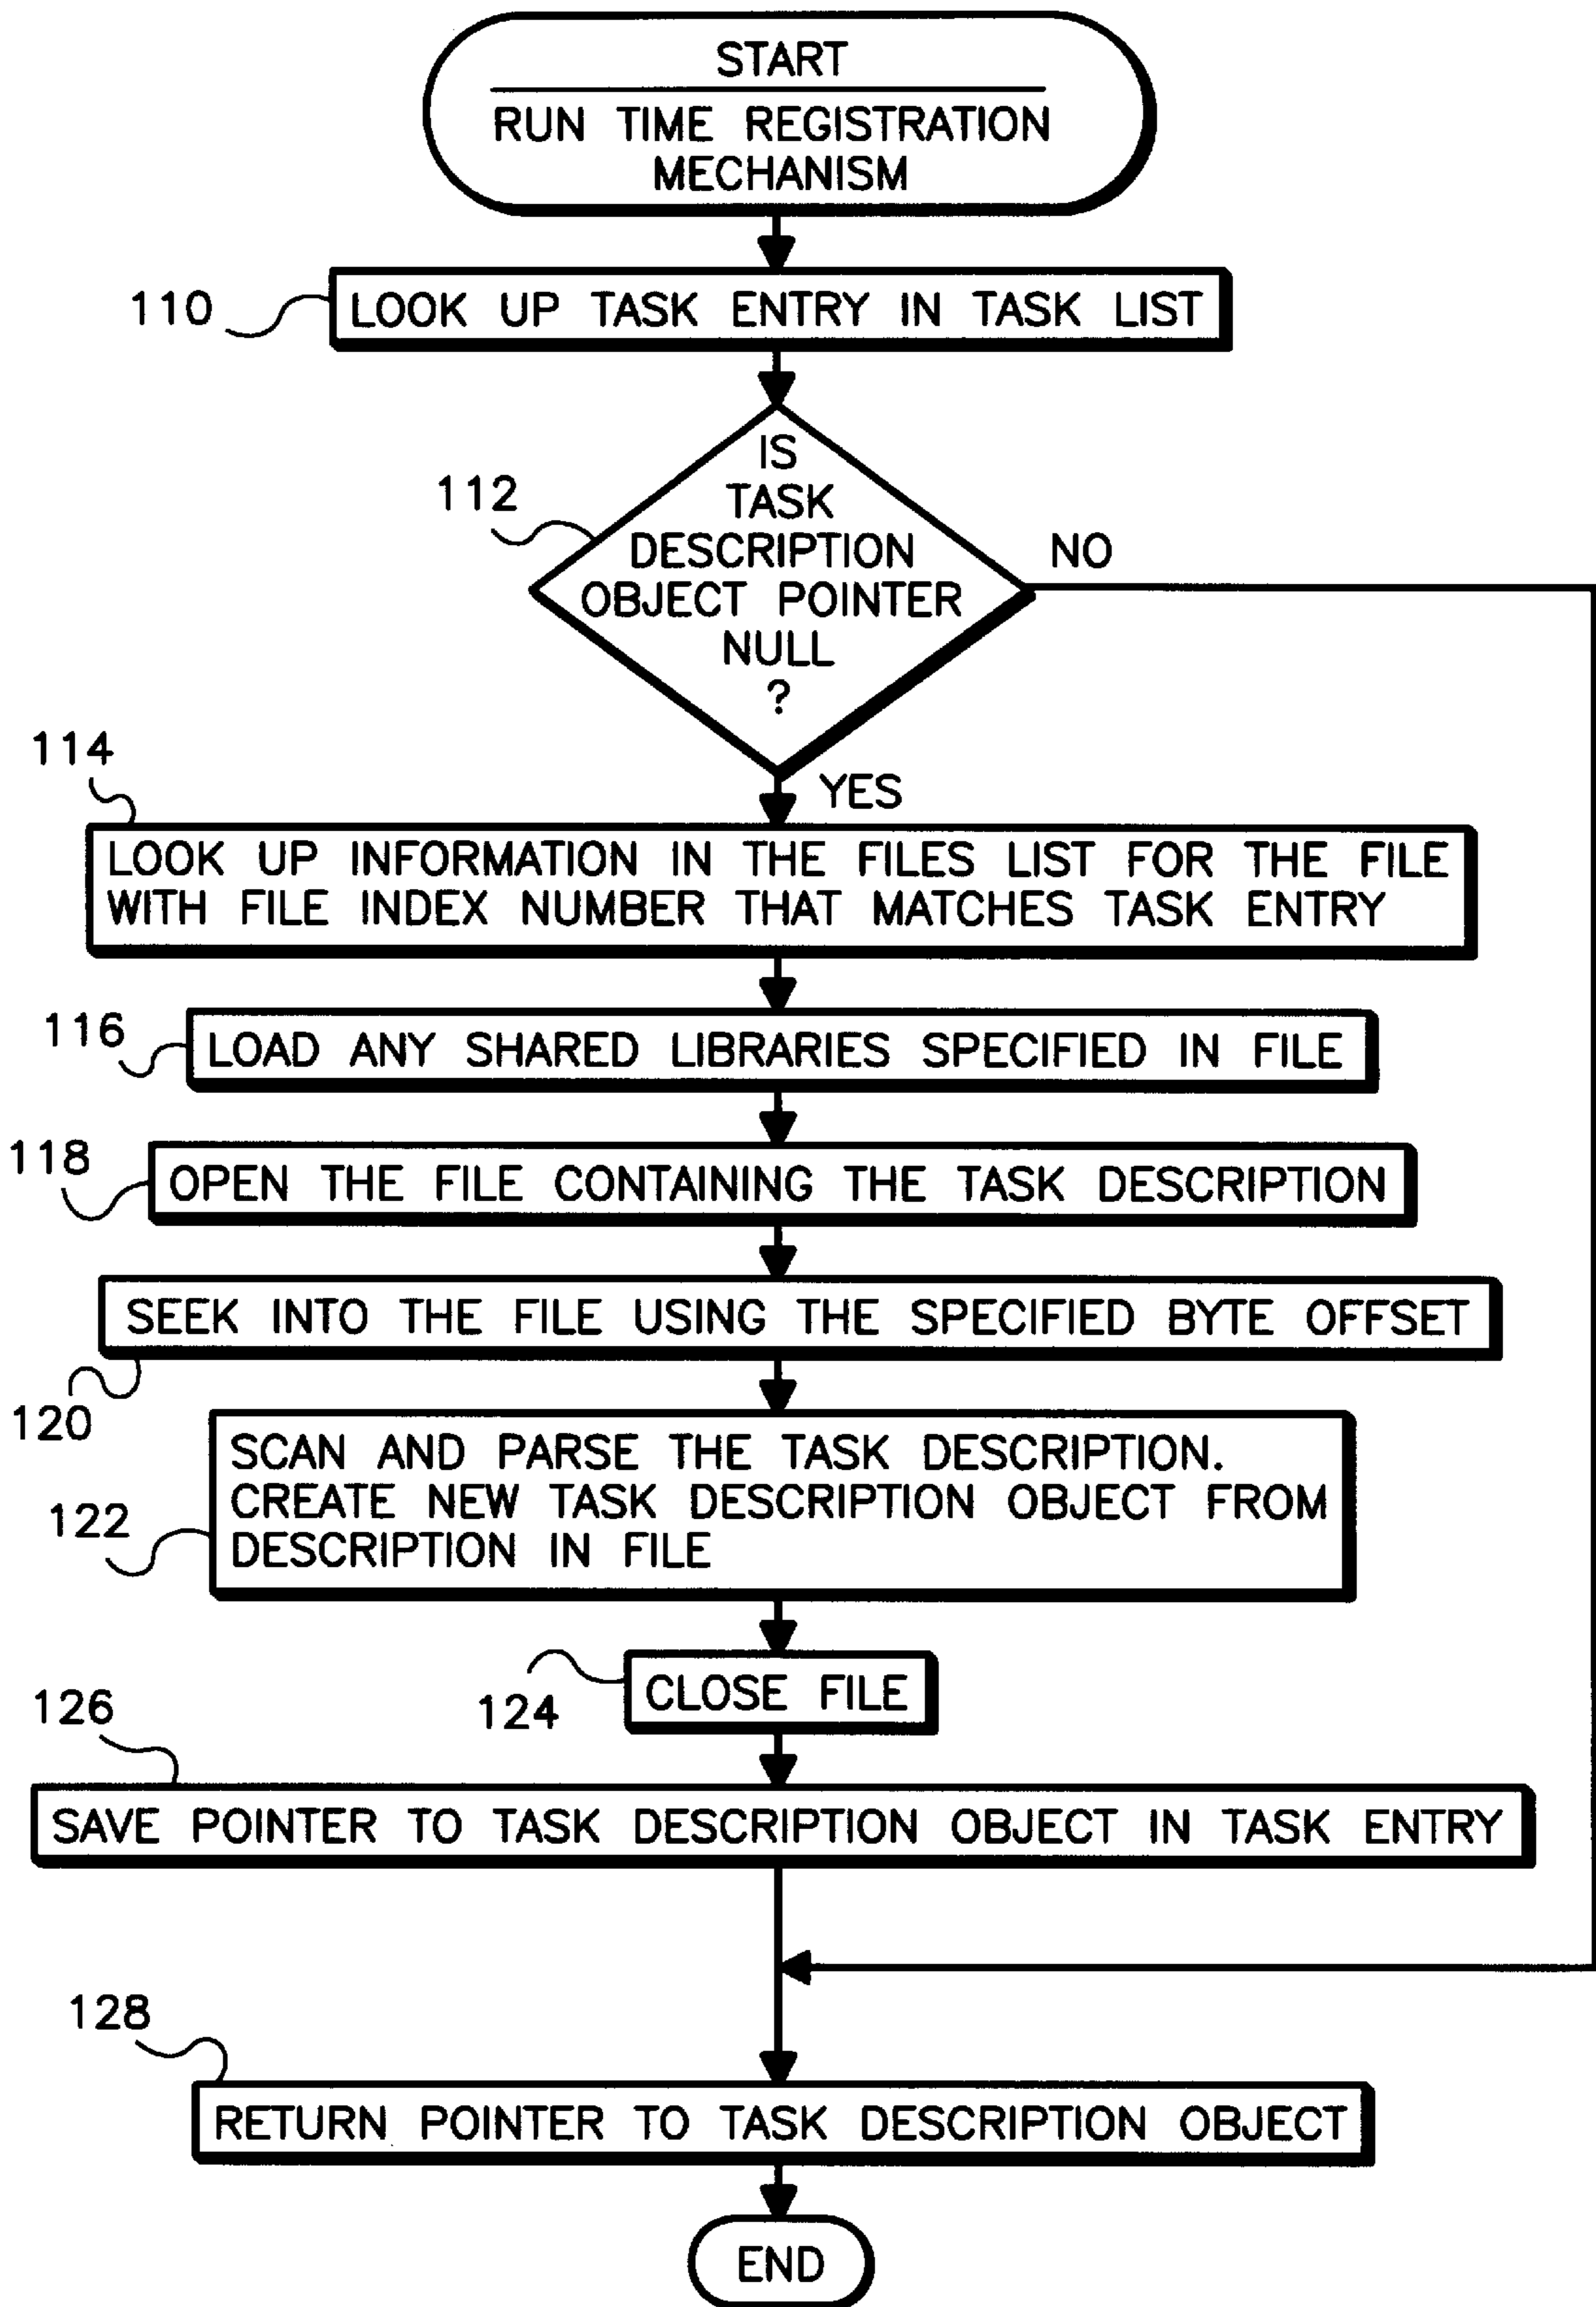 START
RUN TIME REGISTRATION
MECHANISM
110
LOOK UP TASK ENTRY IN TASK LIST
112
IS
TASK
DESCRIPTION
OBJECT POINTER
NULL
?
NO
YES
114
LOOK UP INFORMATION IN THE FILES LIST FOR THE FILE
WITH FILE INDEX NUMBER THAT MATCHES TASK ENTRY
116
LOAD ANY SHARED LIBRARIES SPECIFIED IN FILE
118
OPEN THE FILE CONTAINING THE TASK DESCRIPTION
SEEK INTO THE FILE USING THE SPECIFIED BYTE OFFSET
120
SCAN AND PARSE THE TASK DESCRIPTION.
CREATE NEW TASK DESCRIPTION OBJECT FROM
DESCRIPTION IN FILE
122
CLOSE FILE
124
126
SAVE POINTER TO TASK DESCRIPTION OBJECT IN TASK ENTRY
128
RETURN POINTER TO TASK DESCRIPTION OBJECT
END